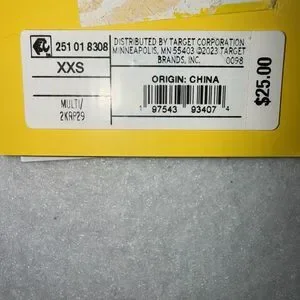 251 01 8308
XXS
MULTI/
2KRP29
DISTRIBUTED BY TARGET CORPORATION
MINNEAPOLIS, MN 55403 ©2023 TARGET
BRANDS, INC.
0098
ORIGIN: CHINA
1 97543 93407 4
$25.00